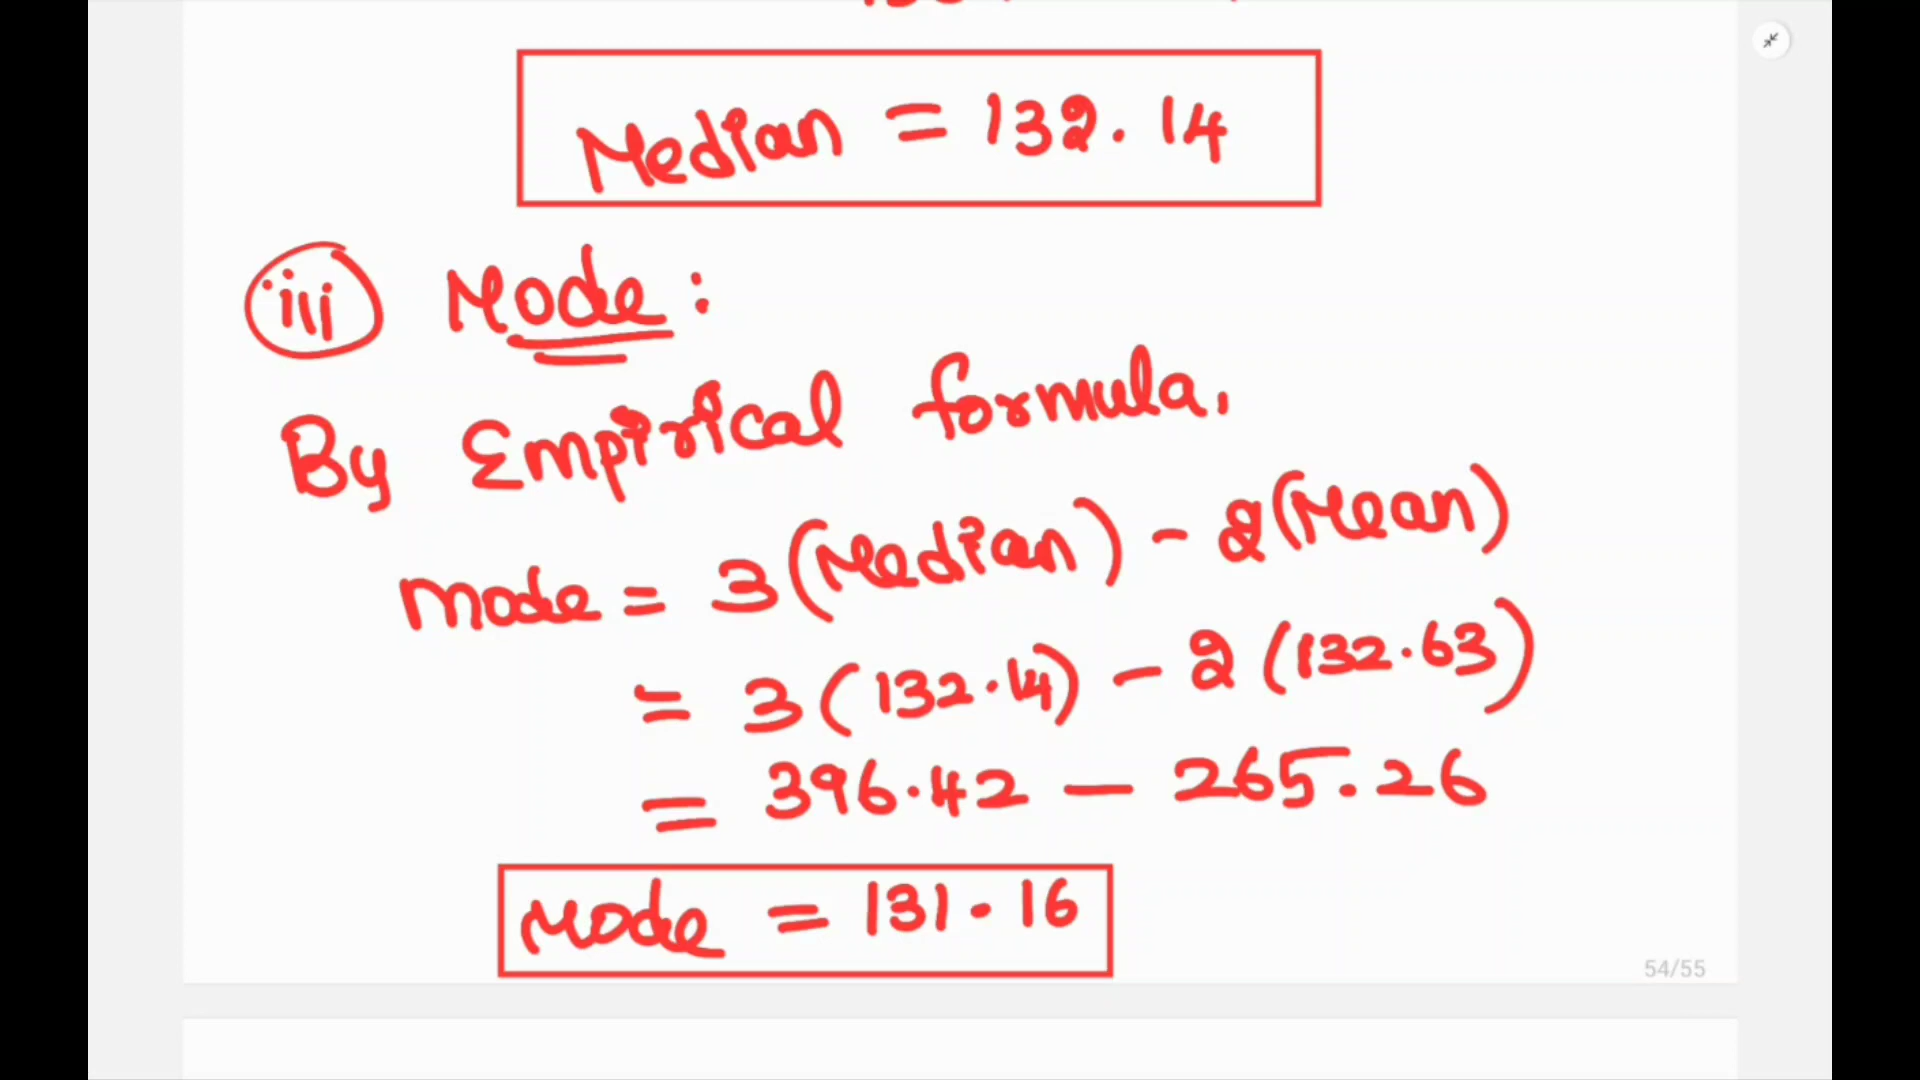 Median = 132.14
iii Mode:
By Empirical formula,
Mode = 3(Median) - 2(Mean)
= 3(132.14) - 2(132.63)
= 396.42 - 265.26
Mode = 131.16
54/55